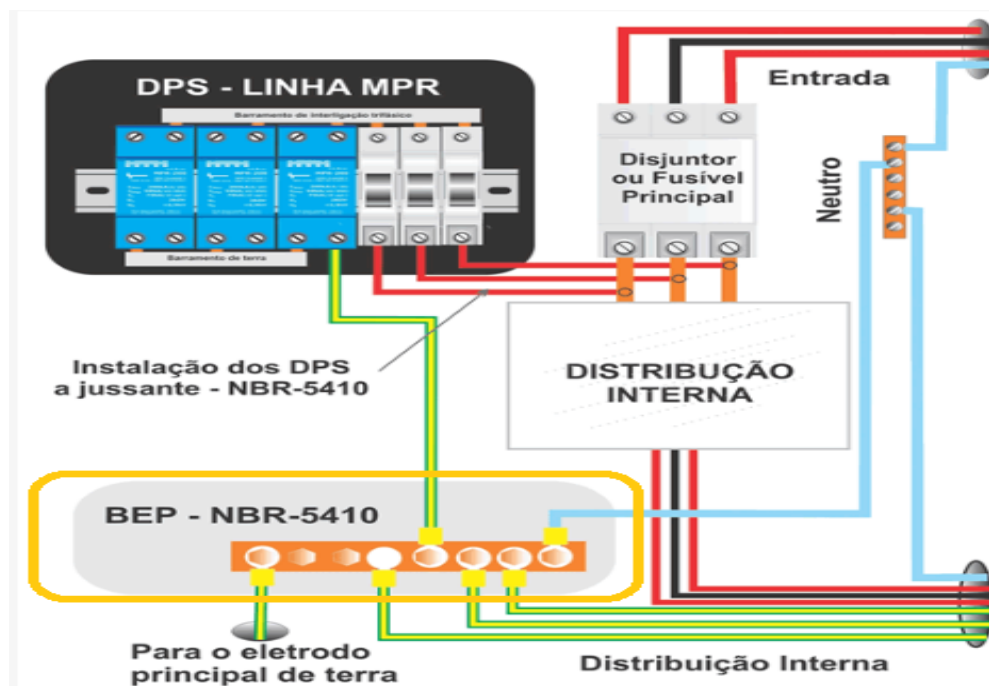 DPS - LINHA MPR
Barramento de interligação trifásico
Barramento de terra
Entrada
Disjuntor
ou Fusível
Principal
Neutro
Instalação dos DPS
a jussante - NBR-5410
DISTRIBUÇÃO
INTERNA
BEP - NBR-5410
Para o eletrodo
principal de terra
Distribuição Interna